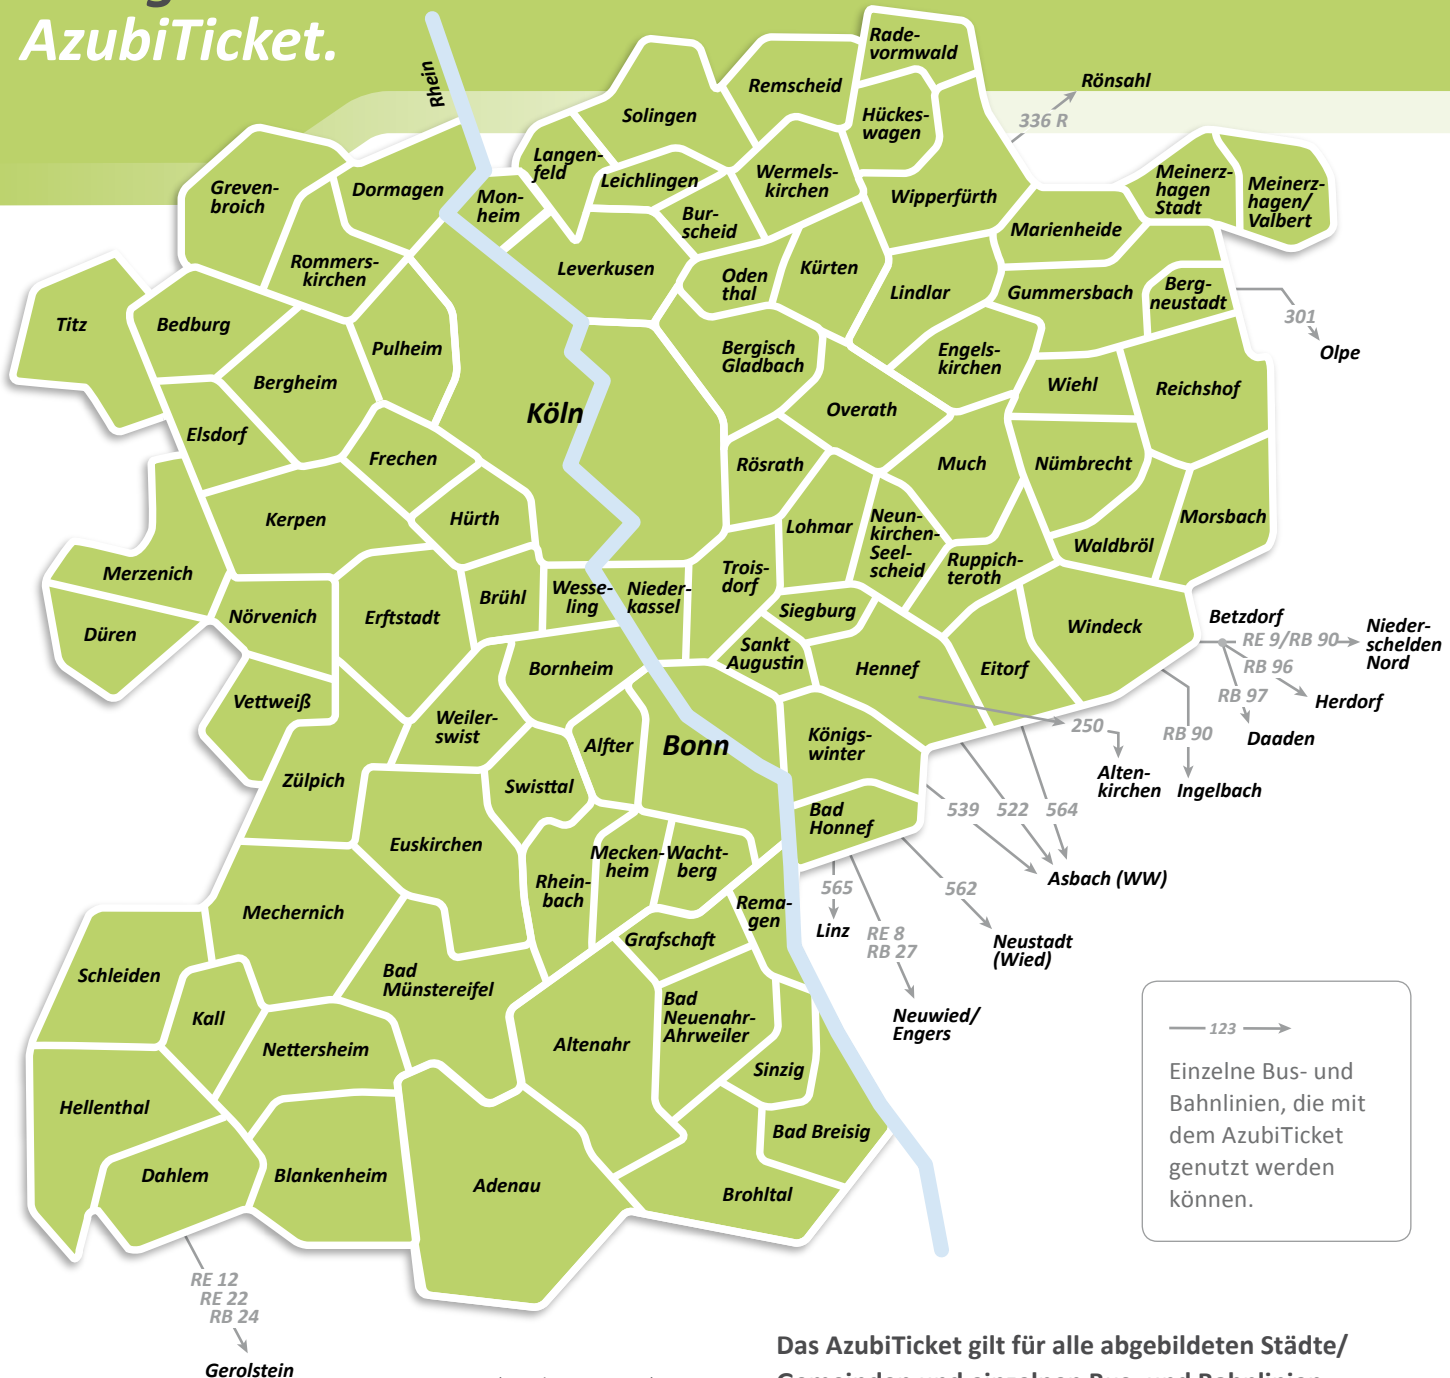 AzubiTicket.
Rhein
Rade-
vormwald
Remscheid
Rönsahl
336 R
Solingen
Hückes-
wagen
Langen-
feld
Leichlingen
Wermels-
kirchen
Wipperfürth
Meinerz-
hagen
Stadt
Meinerz-
hagen/
Valbert
Greven-
broich
Dormagen
Mon-
heim
Bur-
scheid
Marienheide
Rommers-
kirchen
Leverkusen
Oden
thal
Kürten
Lindlar
Gummersbach
Berg-
neustadt
301
Olpe
Titz
Bedburg
Pulheim
Bergisch
Gladbach
Engels-
kirchen
Bergheim
Wiehl
Reichshof
Köln
Overath
Elsdorf
Frechen
Rösrath
Much
Nümbrecht
Kerpen
Hürth
Lohmar
Neun-
kirchen-
Seel-
scheid
Morsbach
Waldbröl
Merzenich
Trois-
dorf
Ruppich-
teroth
Düren
Nörvenich
Erftstadt
Brühl
Wesse-
ling
Nieder-
kassel
Siegburg
Windeck
Betzdorf
RE 9/RB 90
Nieder-
schelden
Nord
RB 96
Herdorf
RB 97
Daaden
RB 90
Ingelbach
Sankt
Augustin
Hennef
Eitorf
Bornheim
Vettweiß
Weiler-
swist
Alfter
Bonn
Königs-
winter
250
Alten-
kirchen
Zülpich
Swisttal
Bad
Honnef
539
522
564
Asbach (WW)
Euskirchen
Mecken-
heim
Wacht-
berg
Rhein-
bach
565
Linz
562
Neustadt
(Wied)
RE 8
RB 27
Neuwied/
Engers
Mechernich
Rema-
gen
Grafschaft
Schleiden
Bad
Münstereifel
Kall
Bad
Neuenahr-
Ahrweiler
Nettersheim
Altenahr
Sinzig
Hellenthal
Bad Breisig
Dahlem
Blankenheim
Adenau
Brohltal
RE 12
RE 22
RB 24
Gerolstein
123
Einzelne Bus- und
Bahnlinien, die mit
dem AzubiTicket
genutzt werden
können.
Das AzubiTicket gilt für alle abgebildeten Städte/
Gemeinden und einzelnen Bus- und Bahnlinien